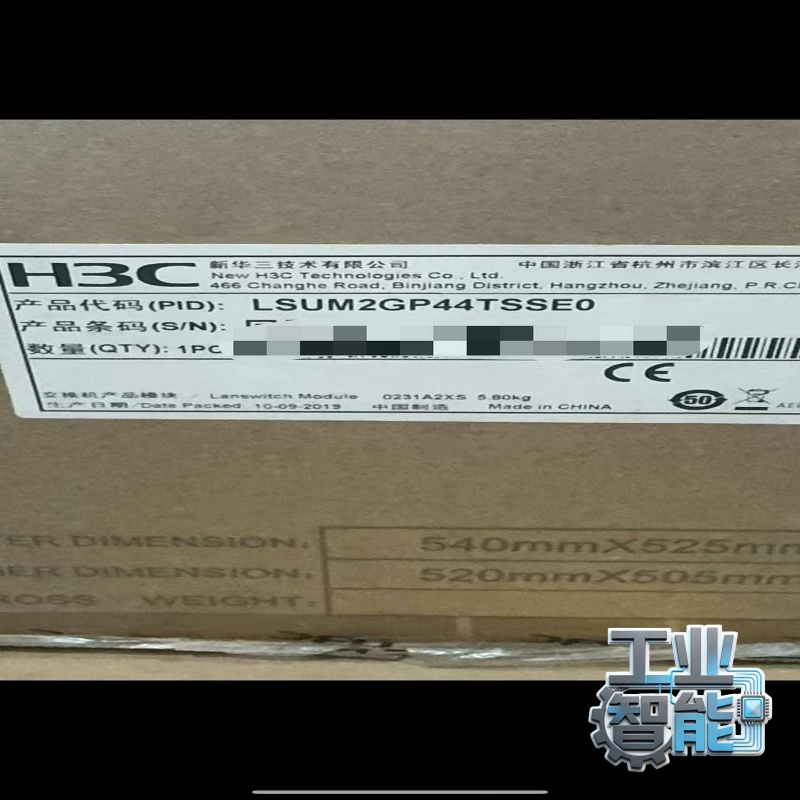 H3C
新华三技术有限公司 中国浙江省杭州市滨江区长
New H3C Technologies Co., Ltd.
466 Changhe Road, Binjiang District, Hangzhou, Zhejiang, P.R.
产品代码(PID): LSUM2GP44TSSE0
产品条码(S/N):
数量(QTY): 1PC
CE
交换机产品模块 / Lanswitch Module 0231A2XS 5.80kg
生产日期/Date Packed: 10-09-2019 中国制造 Made in CHINA
50
DIMENSION: 540mmX525mm
DIMENSION: 520mmX505mm
WEIGHT:
工业
智能